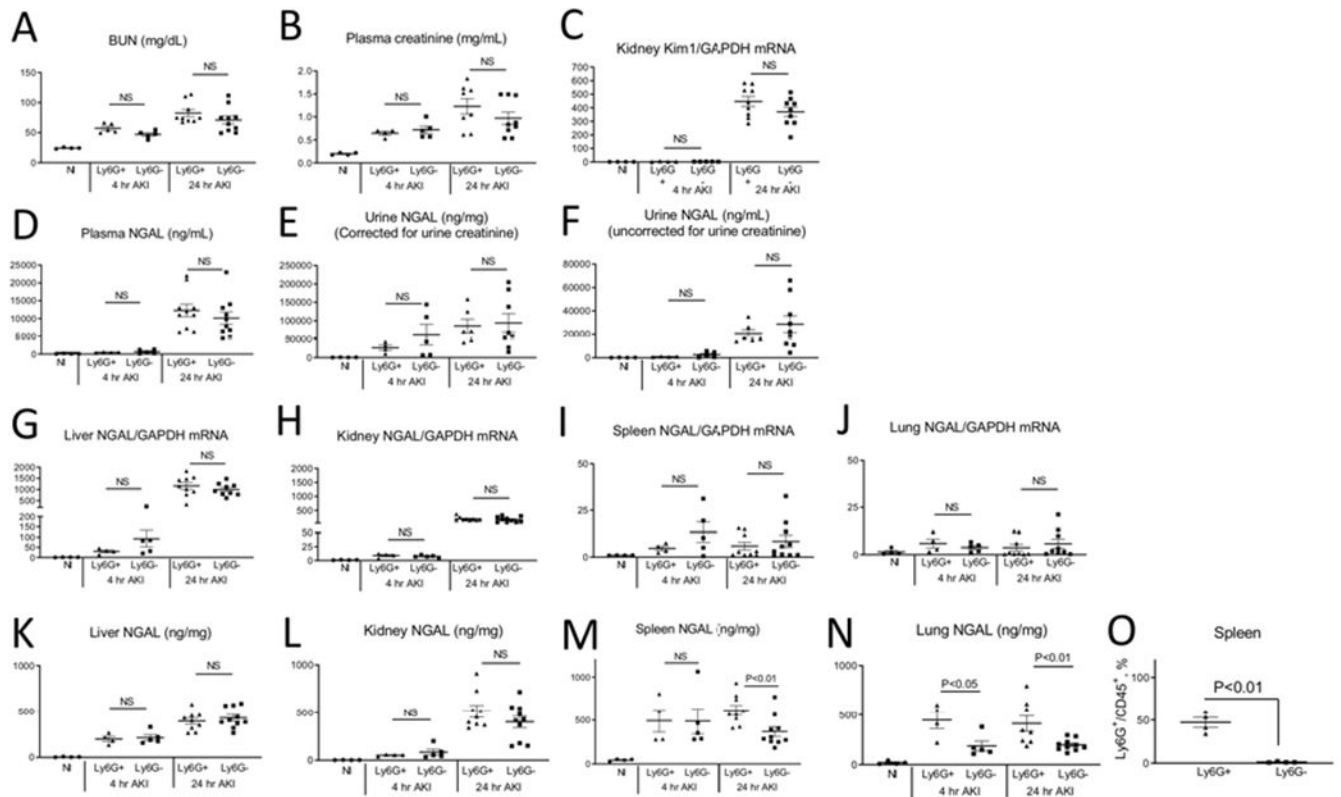 A
BUN (mg/dL)
150
100
50
0
NS
NS
NI
Ly6G+
Ly6G-
Ly6G+
Ly6G-
4 hr AKI
24 hr AKI
B
Plasma creatinine (mg/mL)
2.0
1.5
1.0
0.5
0.0
NS
NS
NI
Ly6G+
Ly6G-
Ly6G+
Ly6G-
4 hr AKI
24 hr AKI
C
Kidney Kim1/GAPDH mRNA
700
600
500
400
300
200
100
0
NS
NS
NI
Ly6G
+
Ly6G
-
Ly6G
+
Ly6G
-
4 hr AKI
24 hr AKI
D
Plasma NGAL (ng/mL)
25000
20000
15000
10000
5000
0
NS
NS
NI
Ly6G+
Ly6G-
Ly6G+
Ly6G-
4 hr AKI
24 hr AKI
E
Urine NGAL (ng/mg)
(Corrected for urine creatinine)
250000
200000
150000
100000
50000
0
NS
NS
NI
Ly6G+
Ly6G-
Ly6G+
Ly6G-
4 hr AKI
24 hr AKI
F
Urine NGAL (ng/mL)
(uncorrected for urine creatinine)
80000
60000
40000
20000
0
NS
NS
NI
Ly6G+
Ly6G-
Ly6G+
Ly6G-
4 hr AKI
24 hr AKI
G
Liver NGAL/GAPDH mRNA
2000
1500
1000
500
200
150
100
50
0
NS
NS
NI
Ly6G+
Ly6G-
Ly6G+
Ly6G-
4 hr AKI
24 hr AKI
H
Kidney NGAL/GAPDH mRNA
2000
1500
1000
500
50
25
0
NS
NS
NI
Ly6G+
Ly6G-
Ly6G+
Ly6G-
4 hr AKI
24 hr AKI
I
Spleen NGAL/GAPDH mRNA
50
25
0
NS
NS
NI
Ly6G+
Ly6G-
Ly6G+
Ly6G-
4 hr AKI
24 hr AKI
J
Lung NGAL/GAPDH mRNA
50
25
0
NS
NS
NI
Ly6G+
Ly6G-
Ly6G+
Ly6G-
4 hr AKI
24 hr AKI
K
Liver NGAL (ng/mg)
1000
500
0
NS
NS
NI
Ly6G+
Ly6G-
Ly6G+
Ly6G-
4 hr AKI
24 hr AKI
L
Kidney NGAL (ng/mg)
1000
500
0
NS
NS
NI
Ly6G+
Ly6G-
Ly6G+
Ly6G-
4 hr AKI
24 hr AKI
M
Spleen NGAL (ng/mg)
1000
500
0
NS
P<0.01
NI
Ly6G+
Ly6G-
Ly6G+
Ly6G-
4 hr AKI
24 hr AKI
N
Lung NGAL (ng/mg)
1000
500
0
P<0.05
P<0.01
NI
Ly6G+
Ly6G-
Ly6G+
Ly6G-
4 hr AKI
24 hr AKI
O
Spleen
Ly6G⁺/CD45⁺, %
100
50
0
P<0.01
Ly6G+
Ly6G-